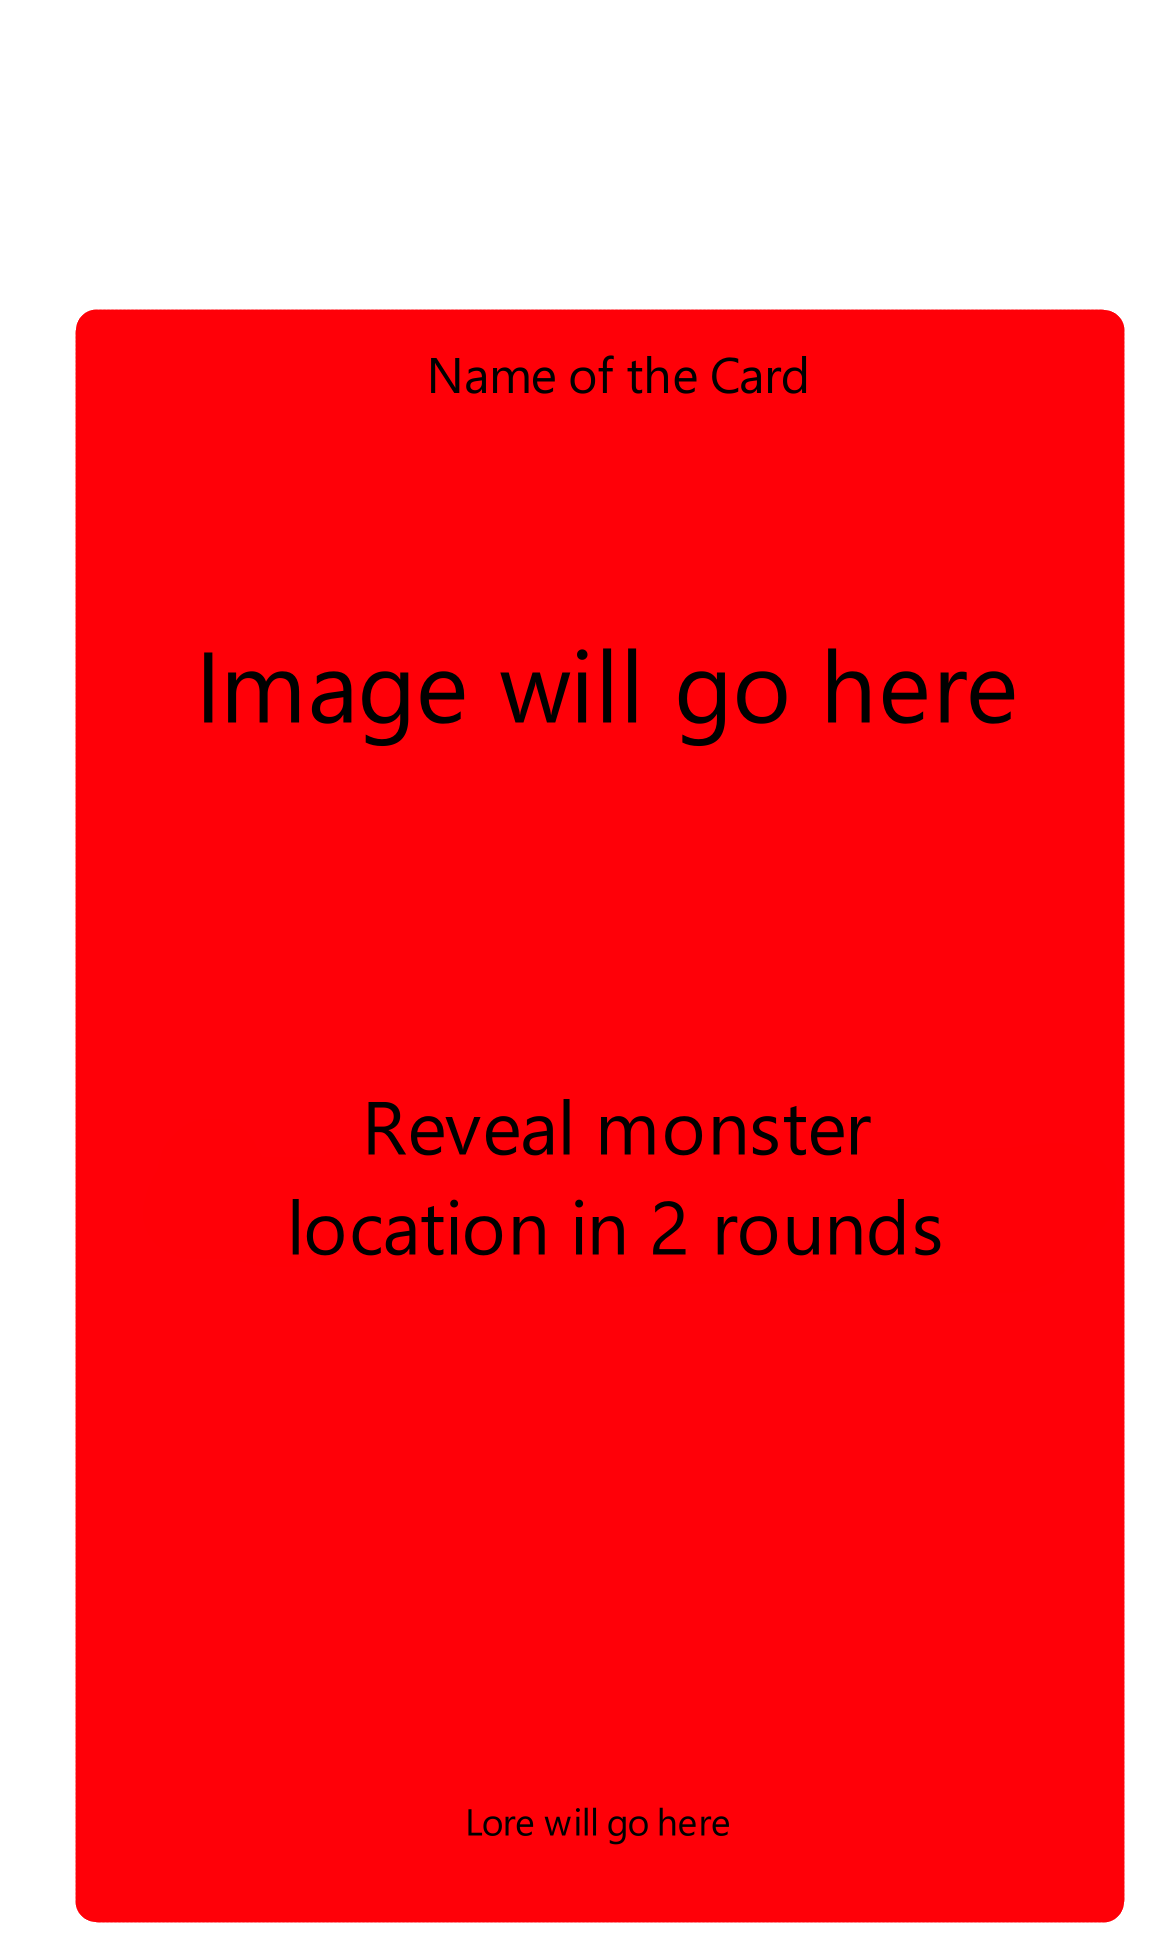 Name of the Card
Image will go here
Reveal monster
location in 2 rounds
Lore will go here